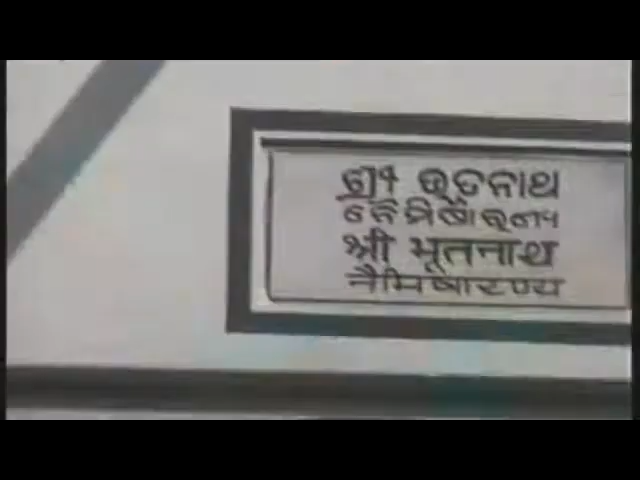 ଶ୍ରୀ ଭୂତନାଥ
ନୈମିଷାରଣ୍ୟ
श्री भूतनाथ
नैमिषारण्य